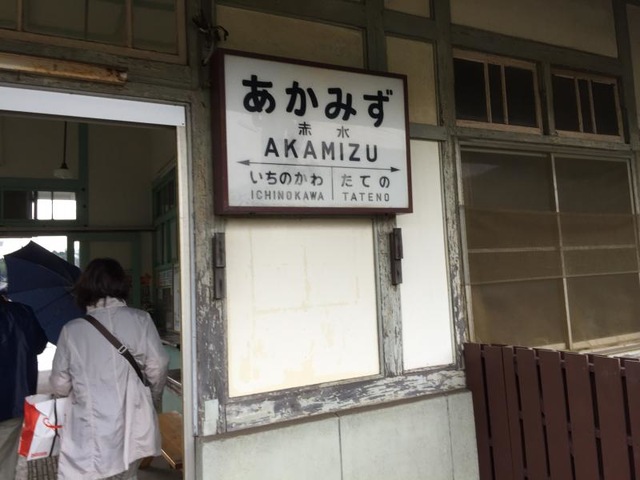 あかみず
赤水
AKAMIZU
いちのかわ たての
ICHINOKAWA TATENO